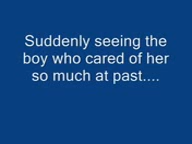 Suddenly seeing the
boy who cared of her
so much at past....